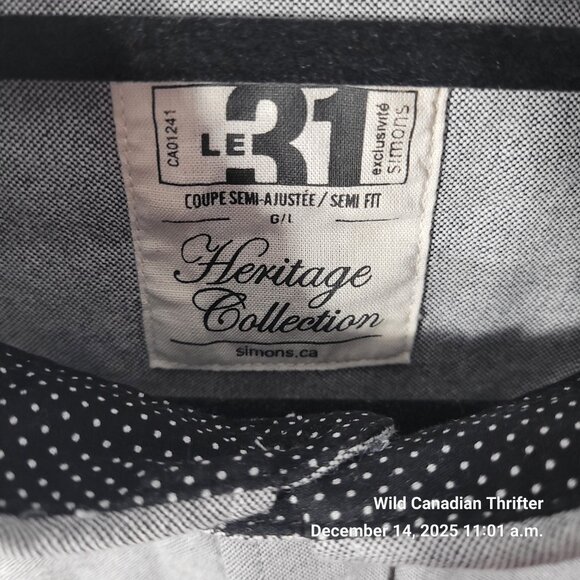 CA01241
LE 31
exclusivité
simons
COUPE SEMI-AJUSTÉE / SEMI FIT
G/L
Heritage
Collection
simons.ca
Wild Canadian Thrifter
December 14, 2025 11:01 a.m.